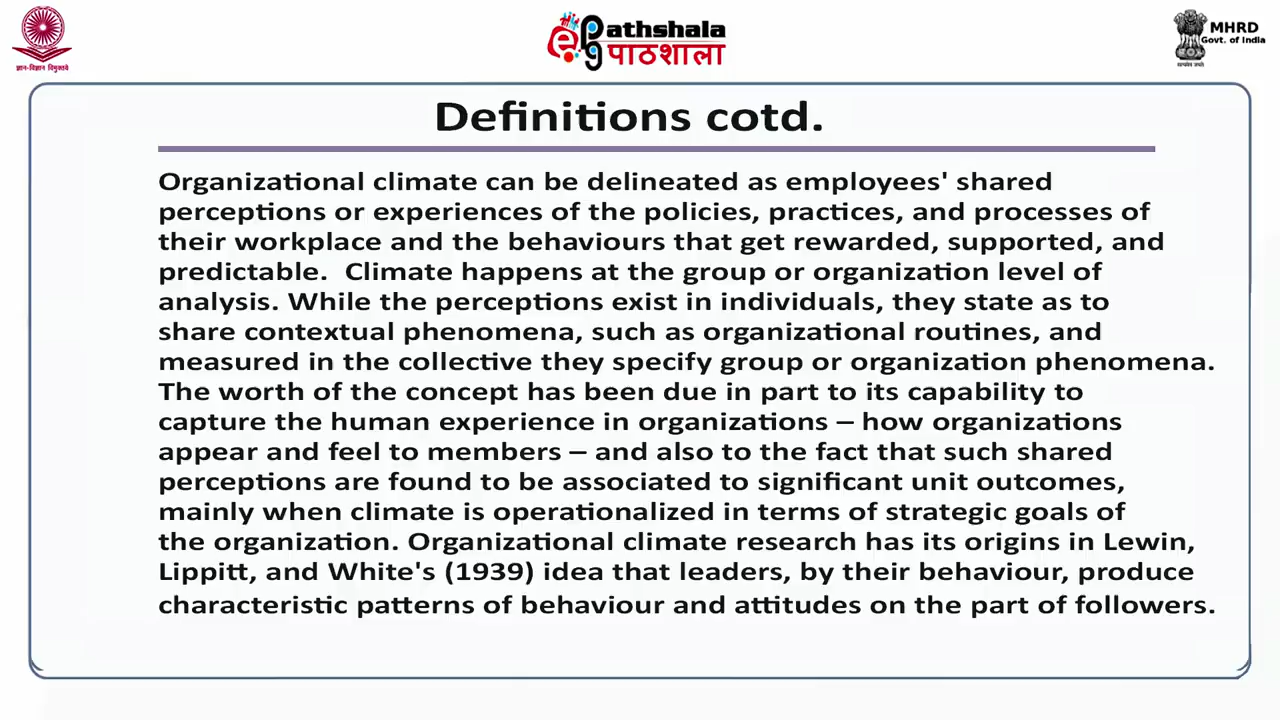 ज्ञान-विज्ञान विमुक्तये
epg Pathshala
पाठशाला
MHRD
Govt. of India
सत्यमेव जयते
Definitions cotd.
Organizational climate can be delineated as employees' shared
perceptions or experiences of the policies, practices, and processes of
their workplace and the behaviours that get rewarded, supported, and
predictable.  Climate happens at the group or organization level of
analysis. While the perceptions exist in individuals, they state as to
share contextual phenomena, such as organizational routines, and
measured in the collective they specify group or organization phenomena.
The worth of the concept has been due in part to its capability to
capture the human experience in organizations – how organizations
appear and feel to members – and also to the fact that such shared
perceptions are found to be associated to significant unit outcomes,
mainly when climate is operationalized in terms of strategic goals of
the organization. Organizational climate research has its origins in Lewin,
Lippitt, and White's (1939) idea that leaders, by their behaviour, produce
characteristic patterns of behaviour and attitudes on the part of followers.